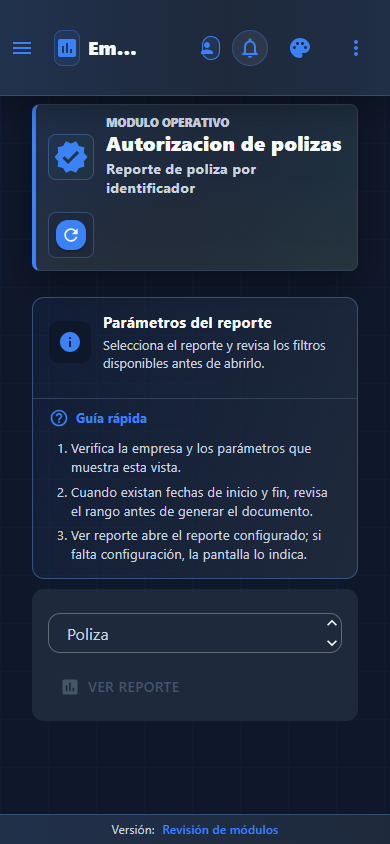 Em...
MODULO OPERATIVO
Autorizacion de polizas
Reporte de poliza por
identificador
Parámetros del reporte
Selecciona el reporte y revisa los filtros
disponibles antes de abrirlo.
Guía rápida
1. Verifica la empresa y los parámetros que
muestra esta vista.
2. Cuando existan fechas de inicio y fin, revisa
el rango antes de generar el documento.
3. Ver reporte abre el reporte configurado; si
falta configuración, la pantalla lo indica.
Poliza
VER REPORTE
Versión: Revisión de módulos